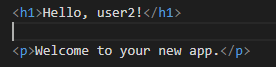 <h1>Hello, user2!</h1>
<p>Welcome to your new app.</p>